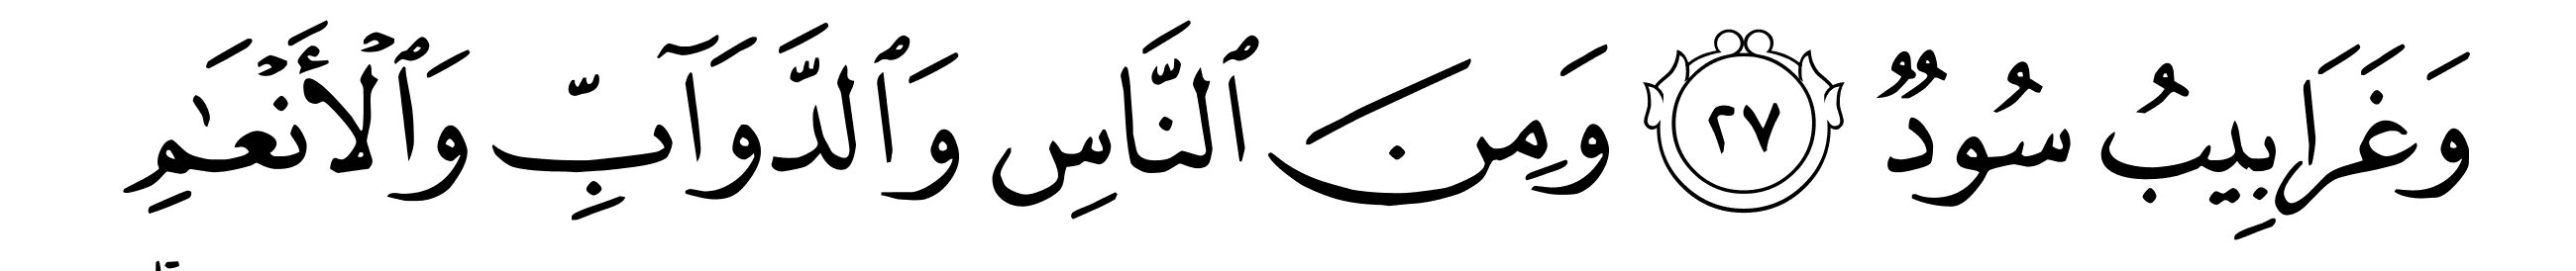 وَغَرَابِيبُ سُودٌ ٢٧ وَمِنَ ٱلنَّاسِ وَٱلدَّوَآبِّ وَٱلْأَنْعَٰمِ